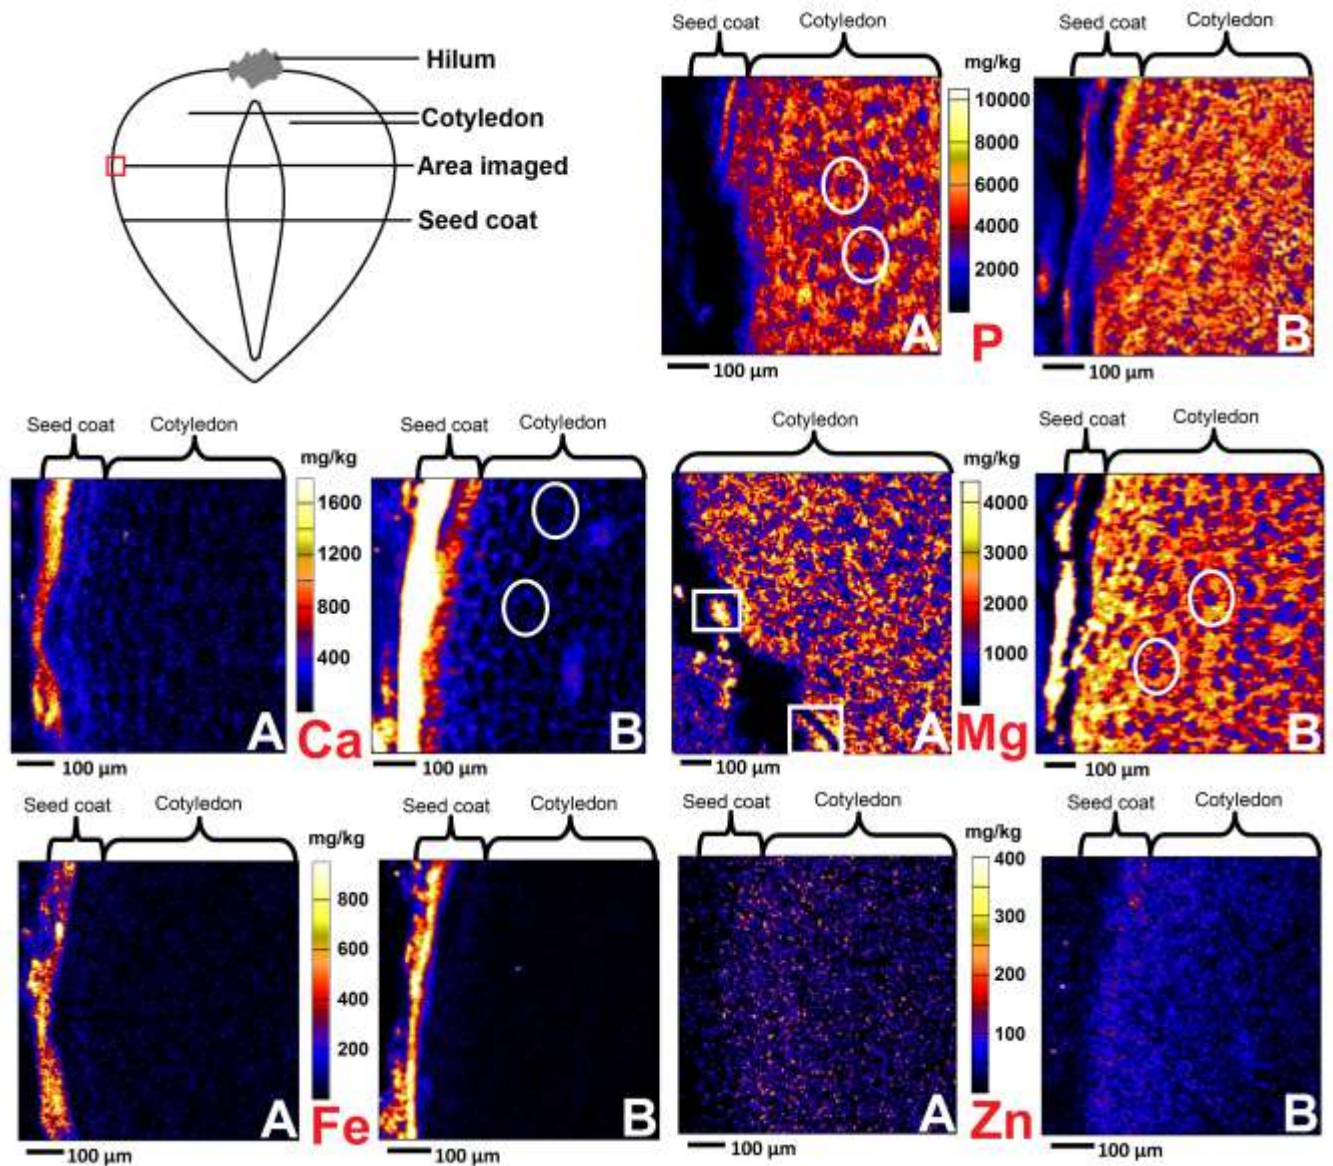 Hilum
Cotyledon
Area imaged
Seed coat
Seed coat Cotyledon
mg/kg
10000
8000
6000
4000
2000
A
P
100 µm
Seed coat Cotyledon
B
100 µm
Seed coat Cotyledon
mg/kg
1600
1200
800
400
A
Ca
100 µm
Seed coat Cotyledon
B
100 µm
Cotyledon
mg/kg
4000
3000
2000
1000
A
Mg
100 µm
Seed coat Cotyledon
B
100 µm
Seed coat Cotyledon
mg/kg
800
600
400
200
A
Fe
100 µm
Seed coat Cotyledon
B
100 µm
Seed coat Cotyledon
mg/kg
400
300
200
100
A
Zn
100 µm
Seed coat Cotyledon
B
100 µm